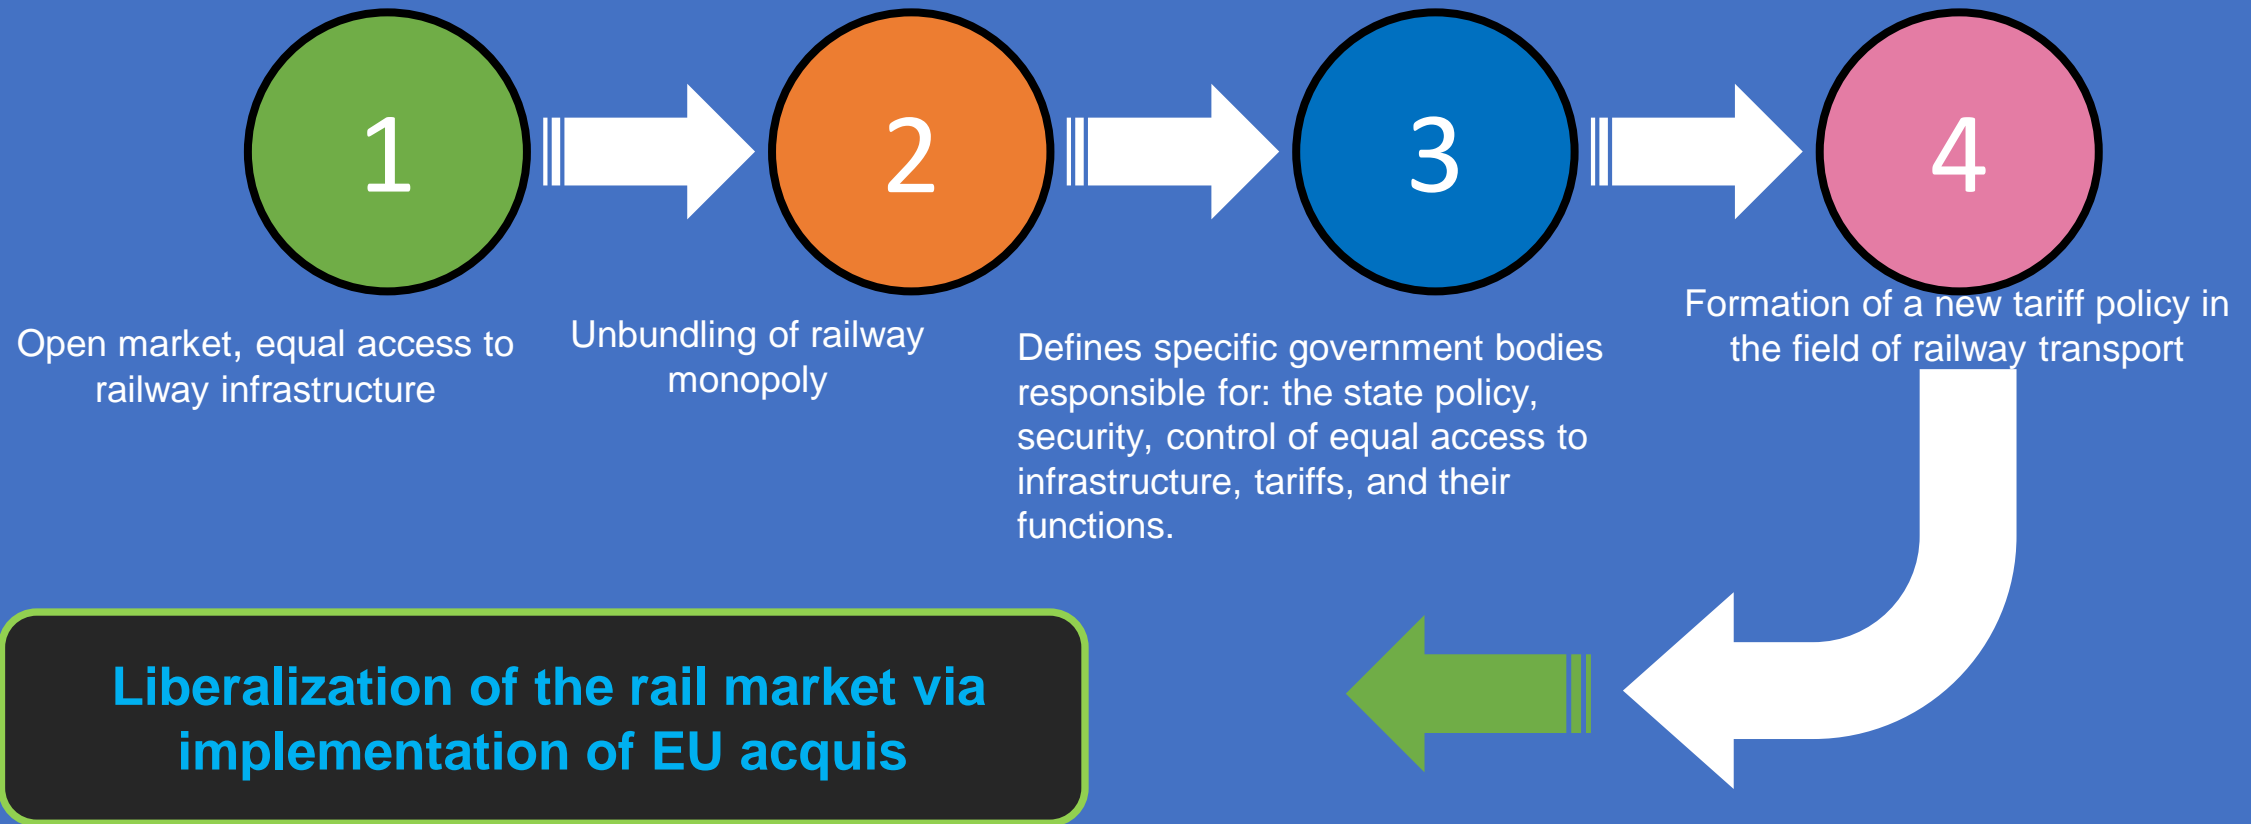 1
2
3
4
Open market, equal access to
railway infrastructure
Unbundling of railway
monopoly
Defines specific government bodies
responsible for: the state policy,
security, control of equal access to
infrastructure, tariffs, and their
functions.
Formation of a new tariff policy in
the field of railway transport
Liberalization of the rail market via
implementation of EU acquis